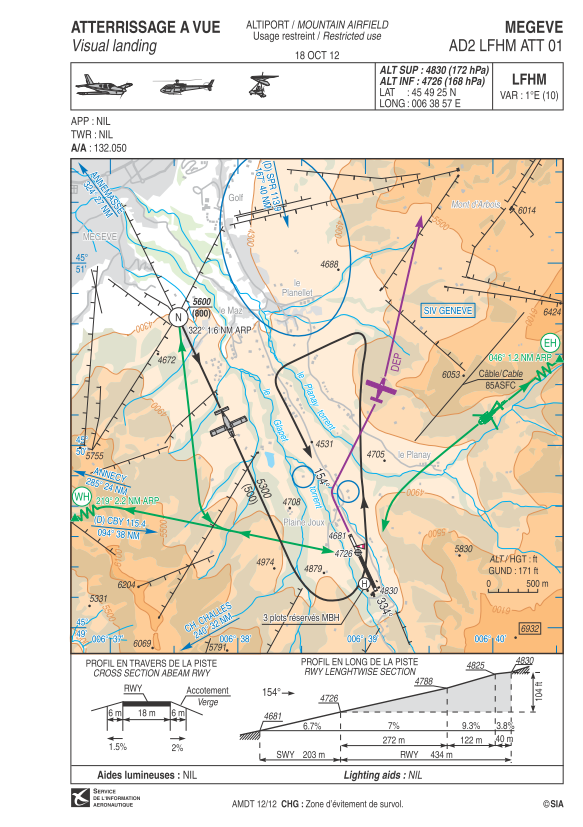 ATTERRISSAGE A VUE
Visual landing
ALTIPORT / MOUNTAIN AIRFIELD
Usage restreint / Restricted use
18 OCT 12
MEGEVE
AD2 LFHM ATT 01
ALT SUP : 4830 (172 hPa)
ALT INF : 4726 (168 hPa)
LAT : 45 49 25 N
LONG : 006 38 57 E
LFHM
VAR : 1°E (10)
APP : NIL
TWR : NIL
A/A : 132.050
ANNEMASSE
324° 27 NM
(D) SPR 113.9
167° 40 NM
Golf
4300
Mont d'Arbois
6014
5500
MEGEVE
45°
51'
4688
le
Planellet
N
5600
(800)
le Maz
322° 1.6 NM ARP
SIV GENEVE
6424
4300
EH
046° 1.2 NM ARP
4672
DEP
6053
Câble/Cable
85ASFC
le Planay torrent
le Glapet torrent
4900
45°
50'
5755
4531
4705
le Planay
154°
ANNECY
285° 24 NM
WH
219° 2.2 NM ARP
5300
(500)
4708
Plaine Joux
4900
(D) CBY 115.4
094° 38 NM
4681
4726
5500
5830
4974
4879
ALT / HGT : ft
GUND : 171 ft
0 500 m
6204
H
4830
334°
5331
6100
3 plots réservés MBH
CH. CHALLES
240° 32 NM
45°
49'
006° 37'
006° 38'
006° 39'
006° 40'
6932
6069
5791
PROFIL EN TRAVERS DE LA PISTE
CROSS SECTION ABEAM RWY
RWY
Accotement
Verge
6 m 18 m 6 m
1.5% 2%
PROFIL EN LONG DE LA PISTE
RWY LENGHTWISE SECTION
154°
4681
4726
4788
4825
4830
104 ft
6.7% 7% 9.3% 3.8%
272 m 122 m 40 m
SWY 203 m RWY 434 m
Aides lumineuses : NIL
Lighting aids : NIL
SERVICE
DE L'INFORMATION
AERONAUTIQUE
AMDT 12/12 CHG : Zone d'évitement de survol.
©SIA